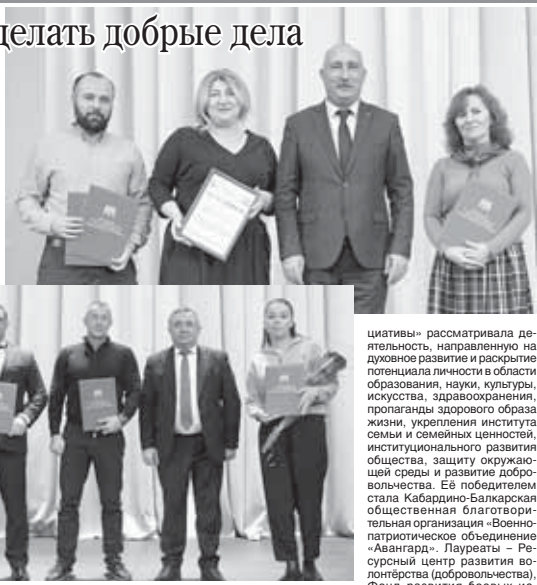 делать добрые дела
циативы» рассматривала де-
ятельность, направленную на
духовное развитие и раскрытие
потенциала личности в области
образования, науки, культуры,
искусства, здравоохранения,
пропаганды здорового образа
жизни, укрепления института
семьи и семейных ценностей,
институционального развития
общества, защиту окружаю-
щей среды и развитие добро-
вольчества. Её победителем
стала Кабардино-Балкарская
общественная благотвори-
тельная организация «Военно-
патриотическое объединение
«Авангард». Лауреаты – Ре-
сурсный центр развития во-
лонтёрства (добровольчества),